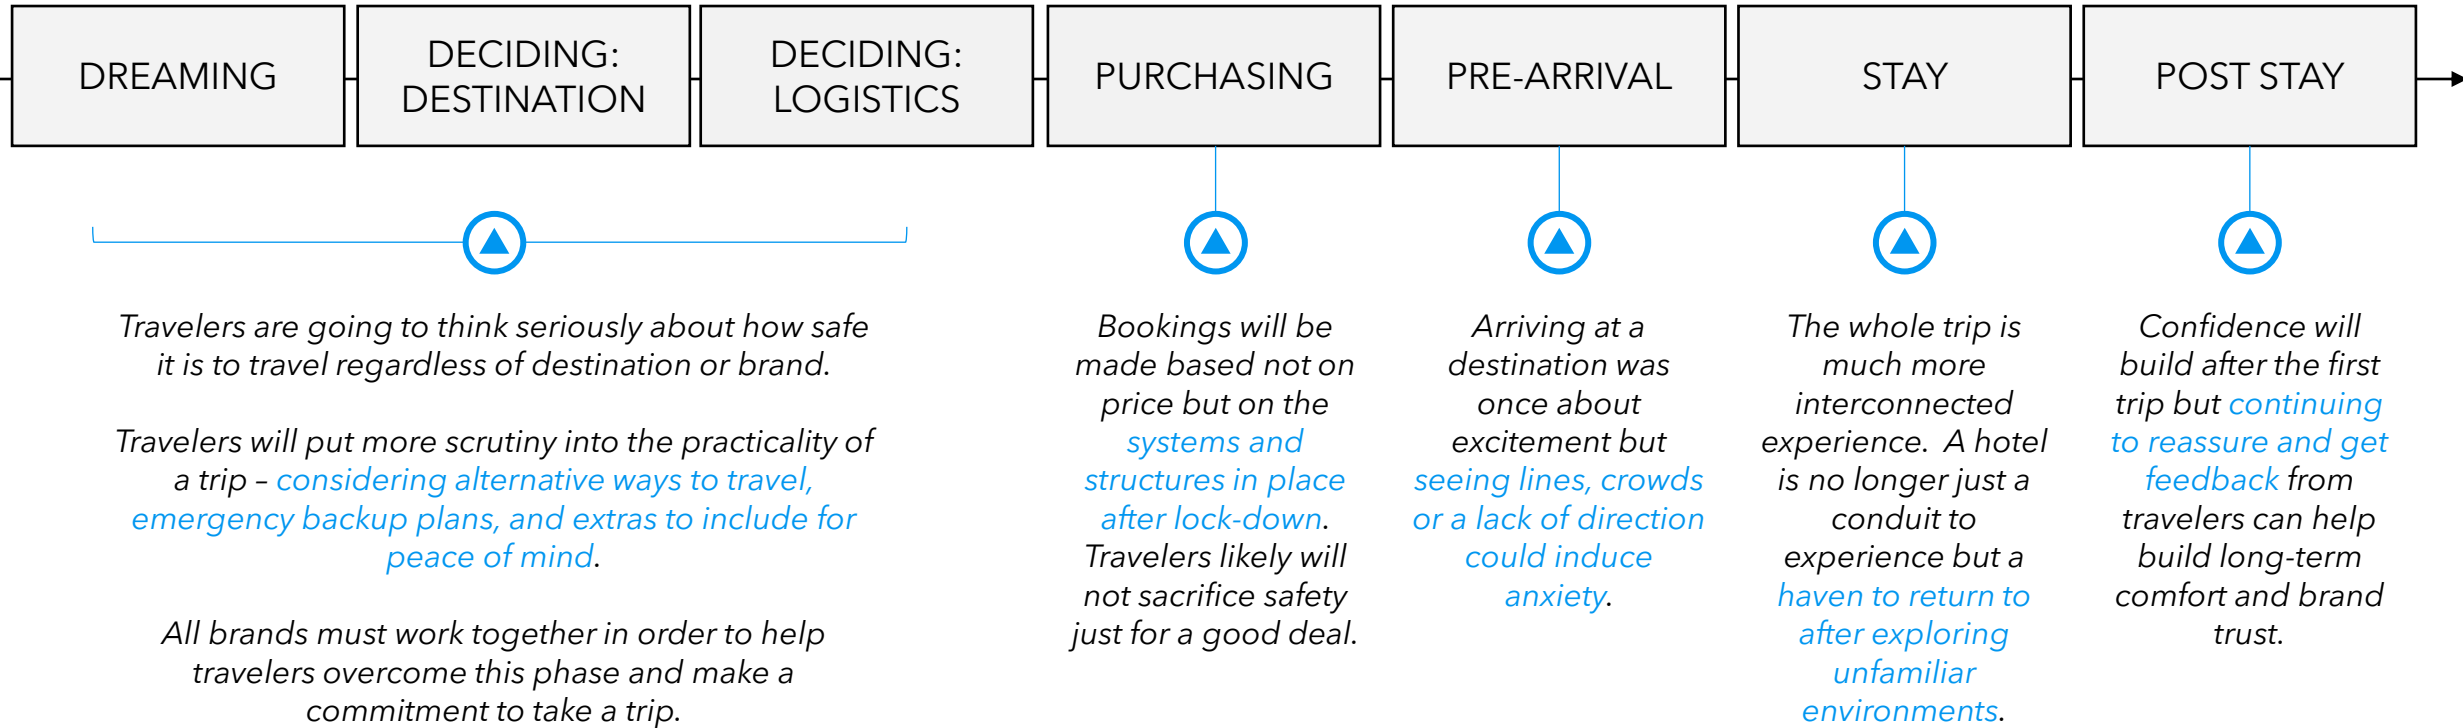 DREAMING
DECIDING:
DESTINATION
DECIDING:
LOGISTICS
PURCHASING
PRE-ARRIVAL
STAY
POST STAY
Travelers are going to think seriously about how safe
it is to travel regardless of destination or brand.
Travelers will put more scrutiny into the practicality of
a trip – considering alternative ways to travel,
emergency backup plans, and extras to include for
peace of mind.
All brands must work together in order to help
travelers overcome this phase and make a
commitment to take a trip.
Bookings will be
made based not on
price but on the
systems and
structures in place
after lock-down.
Travelers likely will
not sacrifice safety
just for a good deal.
Arriving at a
destination was
once about
excitement but
seeing lines, crowds
or a lack of direction
could induce
anxiety.
The whole trip is
much more
interconnected
experience.  A hotel
is no longer just a
conduit to
experience but a
haven to return to
after exploring
unfamiliar
environments.
Confidence will
build after the first
trip but continuing
to reassure and get
feedback from
travelers can help
build long-term
comfort and brand
trust.